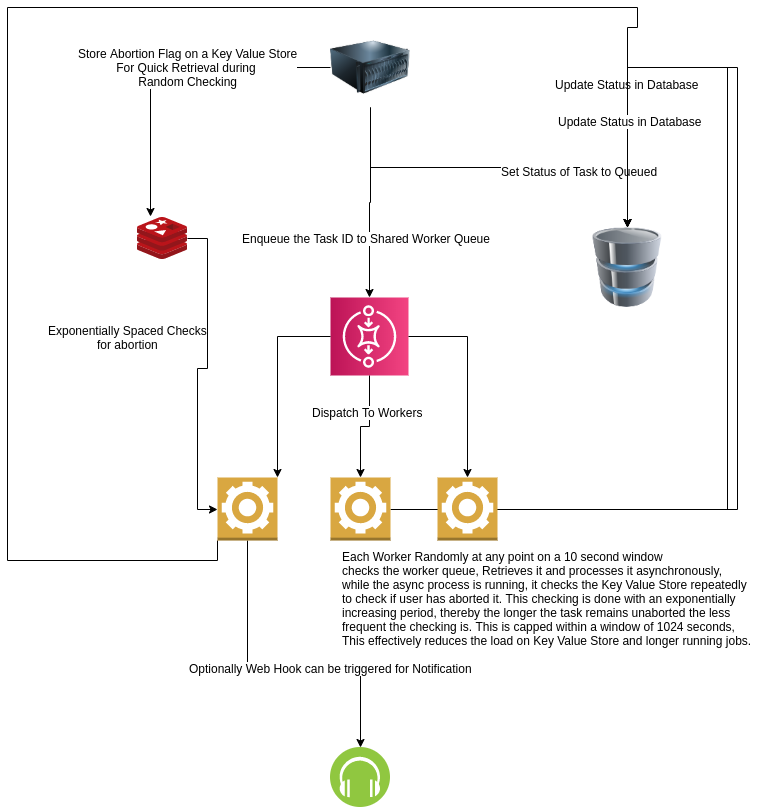 Store Abortion Flag on a Key Value Store
For Quick Retrieval during
Random Checking
Update Status in Database
Update Status in Database
Set Status of Task to Queued
Enqueue the Task ID to Shared Worker Queue
Exponentially Spaced Checks
for abortion
Dispatch To Workers
Each Worker Randomly at any point on a 10 second window
checks the worker queue, Retrieves it and processes it asynchronously,
while the async process is running, it checks the Key Value Store repeatedly
to check if user has aborted it. This checking is done with an exponentially
increasing period, thereby the longer the task remains unaborted the less
frequent the checking is. This is capped within a window of 1024 seconds,
This effectively reduces the load on Key Value Store and longer running jobs.
Optionally Web Hook can be triggered for Notification